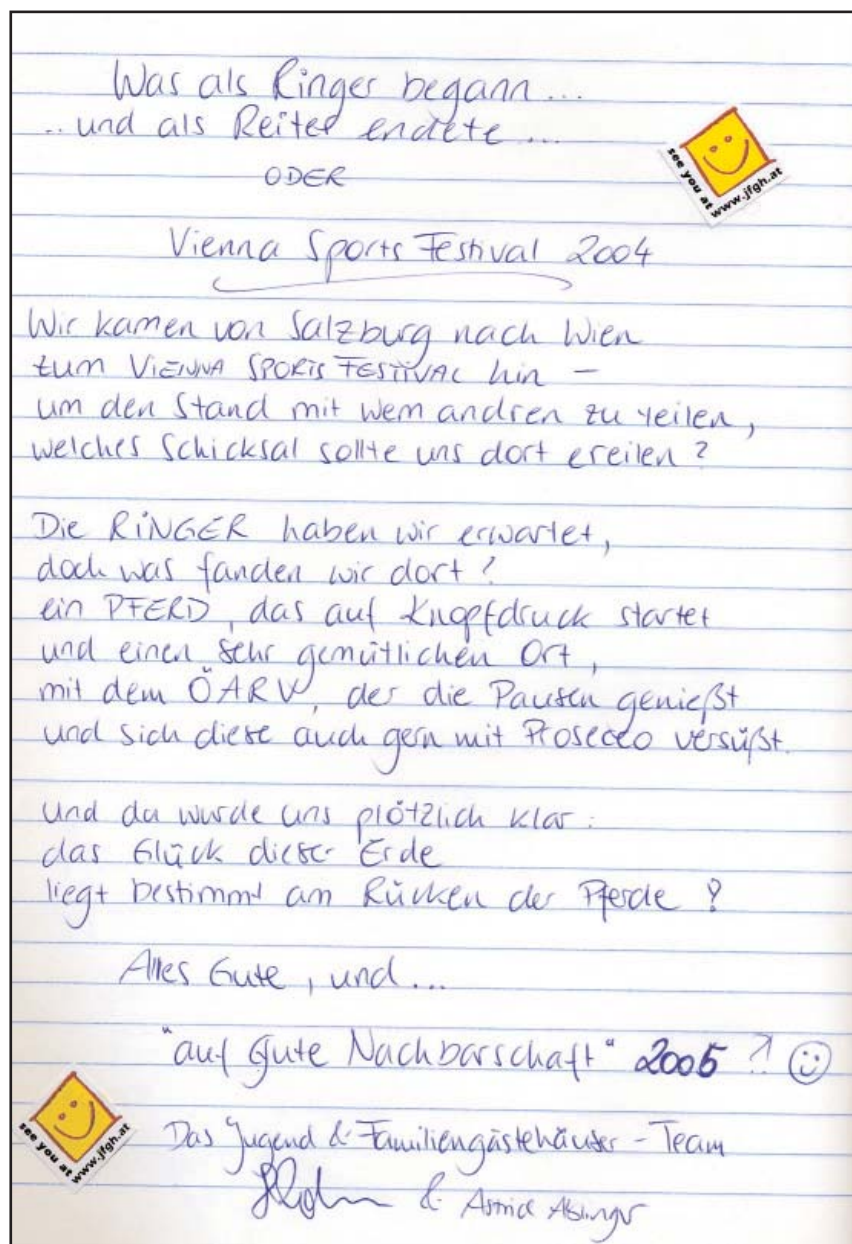 Was als Ringer begann...
...und als Reiter endete...
ODER
see you at
www.jfgh.at
Vienna Sports Festival 2004
Wir kamen von Salzburg nach Wien
zum VIENNA SPORTS FESTIVAL hin –
um den Stand mit wem andren zu teilen,
welches Schicksal sollte uns dort ereilen?
Die RINGER haben wir erwartet,
doch was fanden wir dort?
ein PFERD, das auf Knopfdruck startet
und einen sehr gemütlichen Ort,
mit dem ÖARV, der die Pausen genießt
und sich diese auch gern mit Prosecco versüßt.
und da wurde uns plötzlich klar:
das Glück dieser Erde
liegt bestimmt am Rücken der Pferde!
Alles Gute, und...
"auf gute Nachbarschaft" 2005 ?!
see you at
www.jfgh.at
Das Jugend & Familiengästehäuser – Team
& Astrid